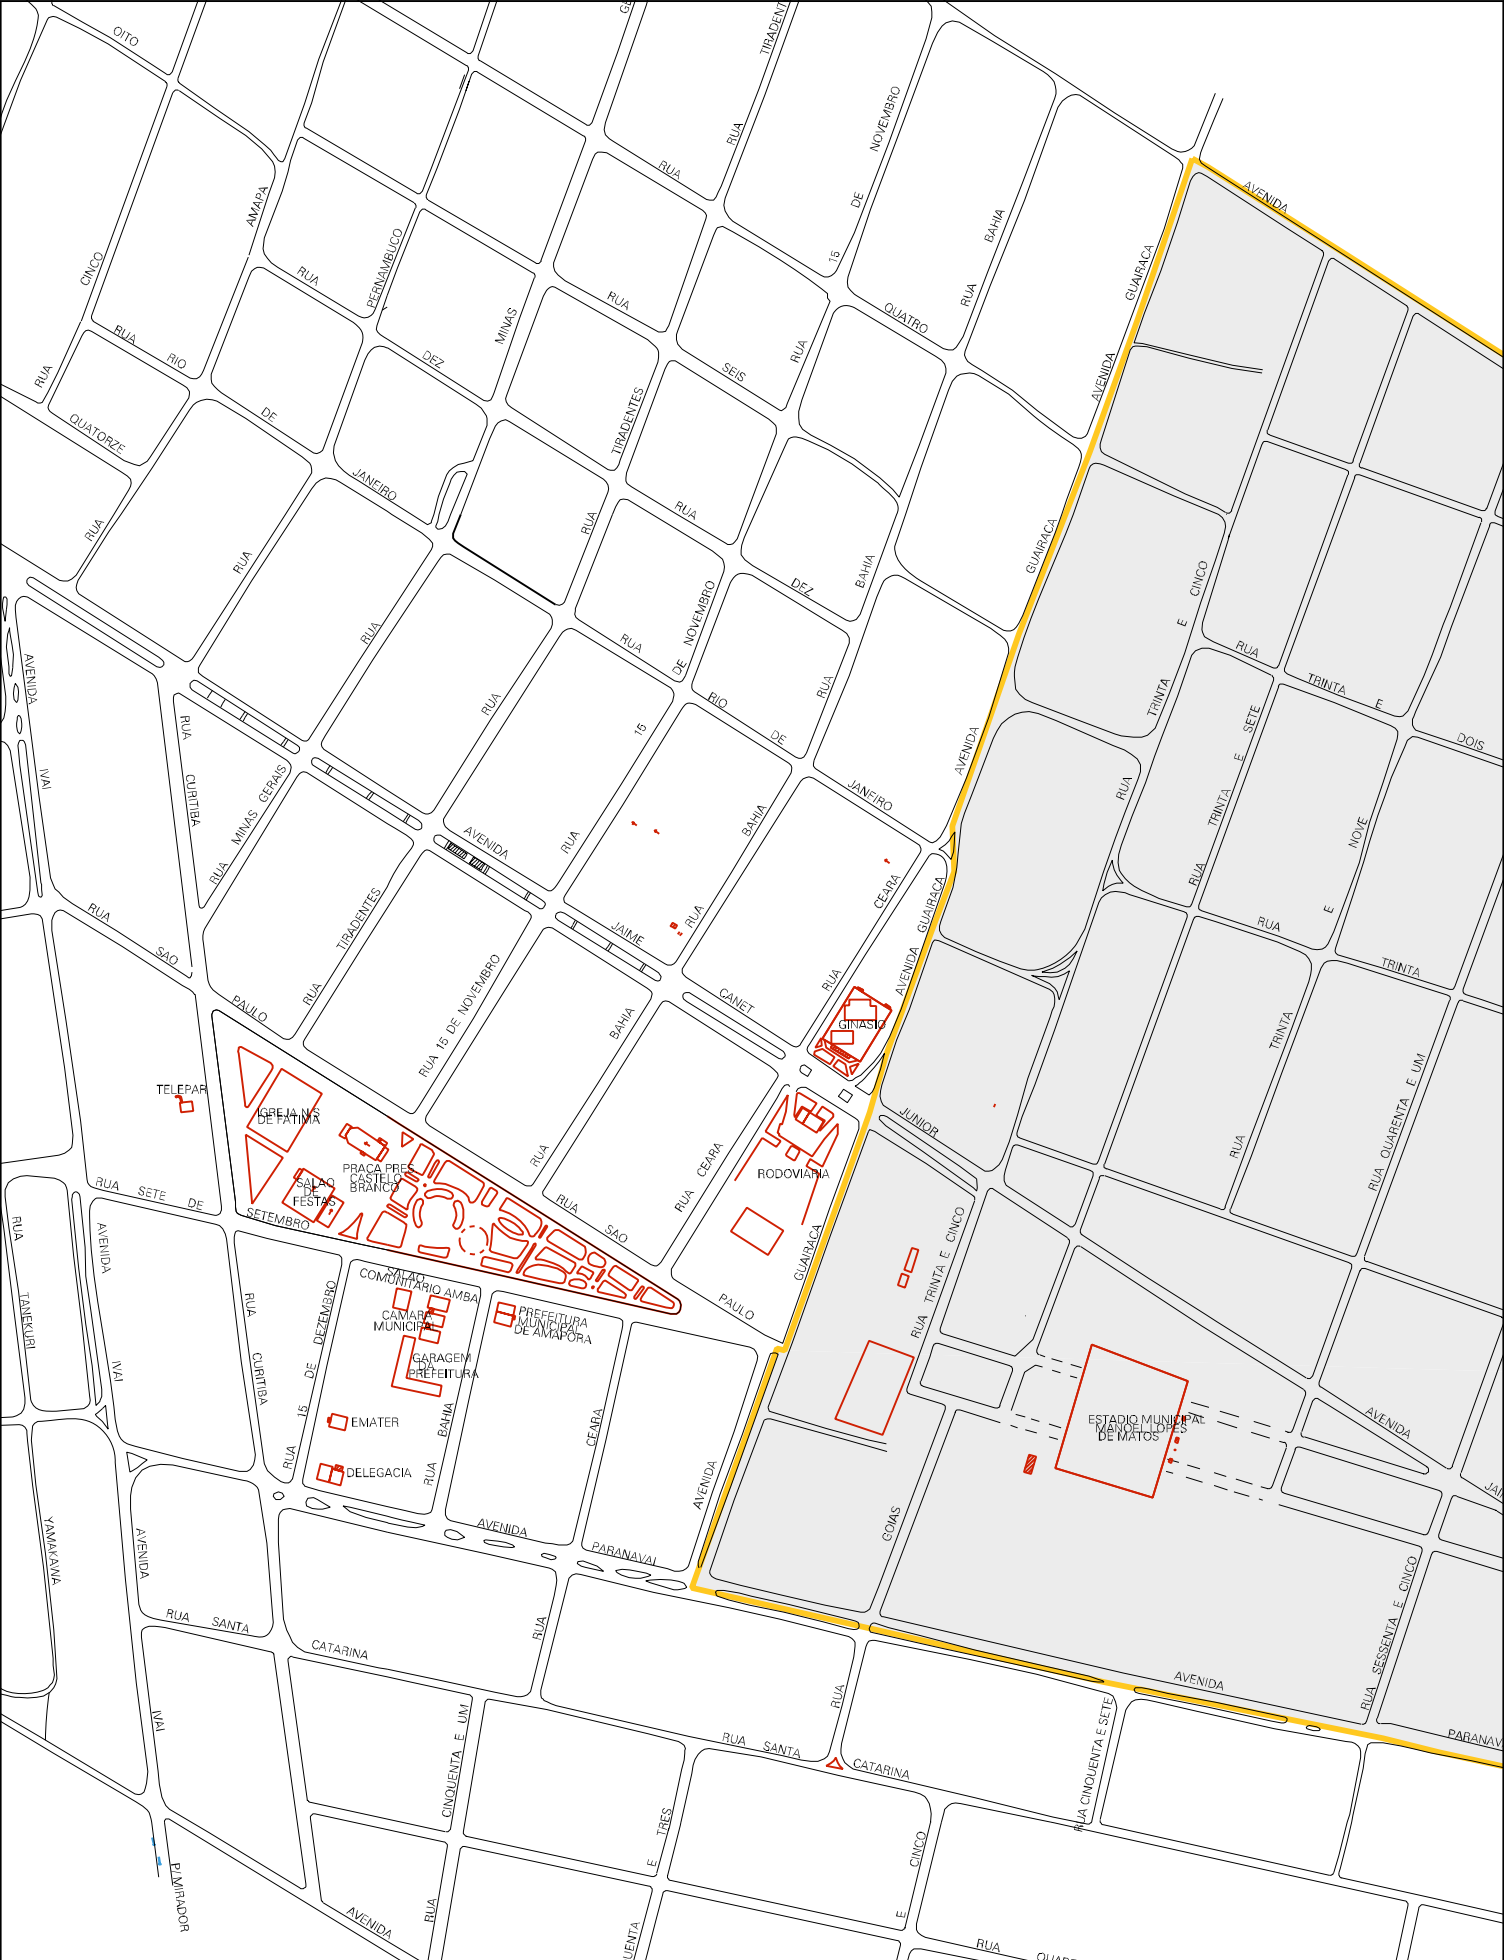 OITO
TIRADENT
RUA
NOVEMBRO
DE
15
RUA
AMAPA
CINCO
RUA
PERNAMBUCO
BAHIA
RUA
AVENIDA
GUAIRACA
AVENIDA
RUA
QUATRO
MINAS
RUA
RIO
DEZ
RUA
SEIS
RUA
QUATORZE
DE
TIRADENTES
JANEIRO
RUA
RUA
RUA
RUA
GUAIRACA
BAHIA
DEZ
RUA
RUA
DE NOVEMBRO
CINCO
E
TRINTA
RUA
TRINTA E
DOIS
AVENIDA
IVAI
RUA
CURITIBA
RUA
15
RIO
DE
RUA
JANEIRO
AVENIDA
RUA
SETE
E
TRINTA
RUA
NOVE
E
TRINTA
RUA
RUA MINAS GERAIS
AVENIDA
JAIME
CANET
JUNIOR
RUA
BAHIA
RUA
CEARA
RUA
GUAIRACA
AVENIDA
RUA
SAO
PAULO
TIRADENTES
RUA
RUA 15 DE NOVEMBRO
BAHIA
RUA
GINASIO
RUA
TRINTA
RUA QUARENTA E UM
TELEPAR
IGREJA N.S
DE FATIMA
PRACA PRES
CASTELO
BRANCO
SALAO
DE
FESTAS
RODOVIARIA
CEARA
RUA
RUA
SAO
PAULO
GUAIRACA
RUA SETE DE
SETEMBRO
RUA
TANEKURI
AVENIDA
IVAI
RUA
CURITIBA
RUA 15 DE DEZEMBRO
SALAO
COMUNITARIO AMBA
CAMARA
MUNICIPAL
PREFEITURA
MUNICIPAL
DE AMAPORA
GARAGEM
DA
PREFEITURA
EMATER
DELEGACIA
BAHIA
RUA
CEARA
AVENIDA
RUA TRINTA E CINCO
GOIAS
ESTADIO MUNICIPAL
MANOEL LOPES
DE MATOS
AVENIDA
AVENIDA
PARANAVAI
YAMAKAWA
AVENIDA
IVAI
RUA SANTA
CATARINA
RUA
RUA
AVENIDA
PARANAV
RUA SESSENTA E CINCO
RUA SANTA
CATARINA
RUA CINQUENTA E SETE
CINQUENTA E UM
RUA
TRES
E
UENTA
CINCO
E
P/ MIRADOR
AVENIDA
RUA